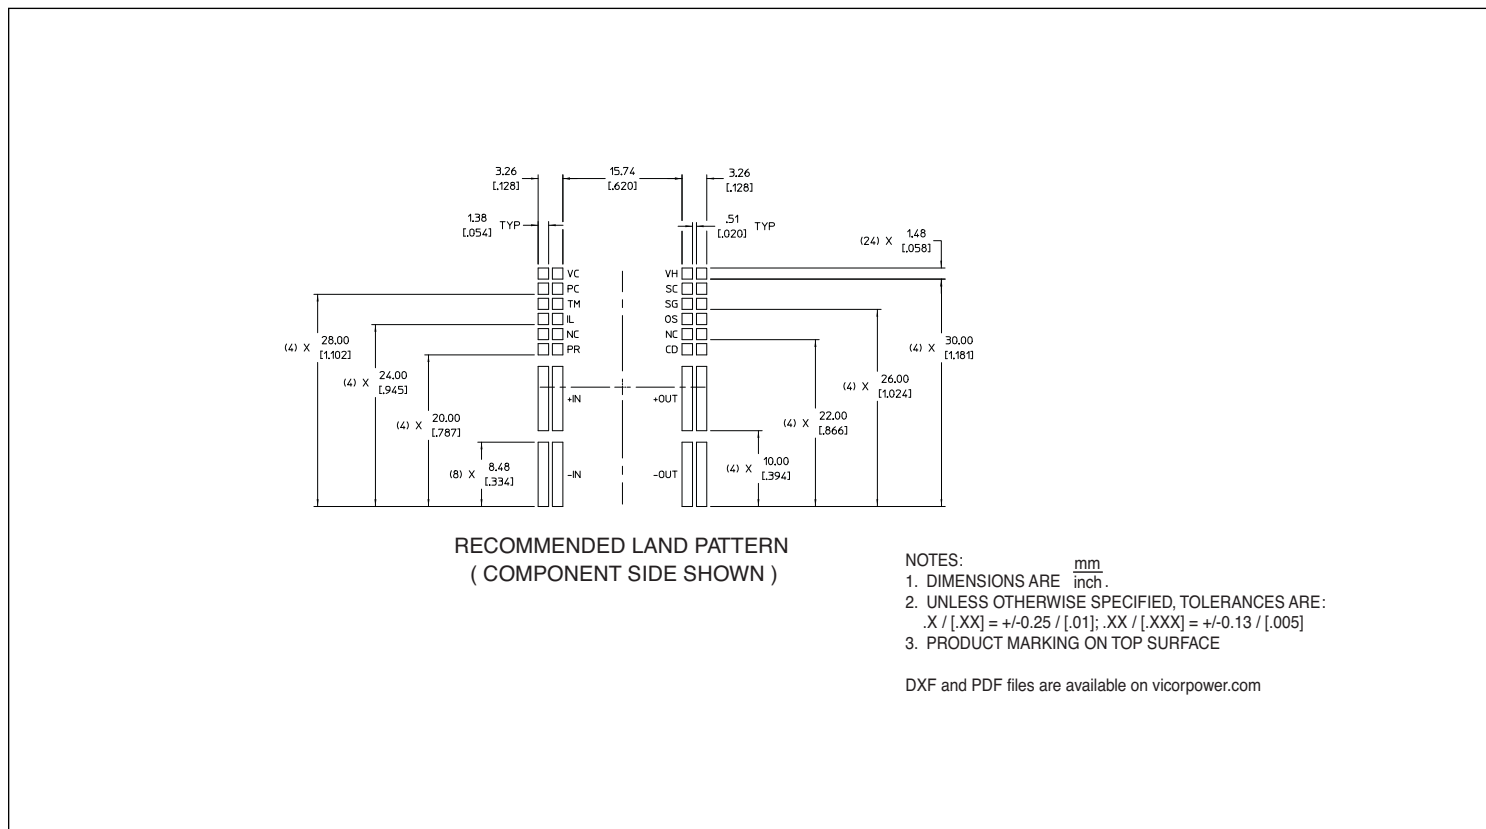 3.26
[.128]
15.74
[.620]
3.26
[.128]
1.38
[.054]
TYP
.51
[.020]
TYP
(24) X 1.48
[.058]
VC
PC
TM
IL
NC
PR
VH
SC
SG
OS
NC
CD
(4) X 28.00
[1.102]
(4) X 24.00
[.945]
(4) X 20.00
[.787]
(8) X 8.48
[.334]
+IN
-IN
+OUT
-OUT
(4) X 30.00
[1.181]
(4) X 26.00
[1.024]
(4) X 22.00
[.866]
(4) X 10.00
[.394]
RECOMMENDED LAND PATTERN
( COMPONENT SIDE SHOWN )
NOTES:
1. DIMENSIONS ARE mm
inch .
2. UNLESS OTHERWISE SPECIFIED, TOLERANCES ARE:
.X / [.XX] = +/-0.25 / [.01]; .XX / [.XXX] = +/-0.13 / [.005]
3. PRODUCT MARKING ON TOP SURFACE
DXF and PDF files are available on vicorpower.com